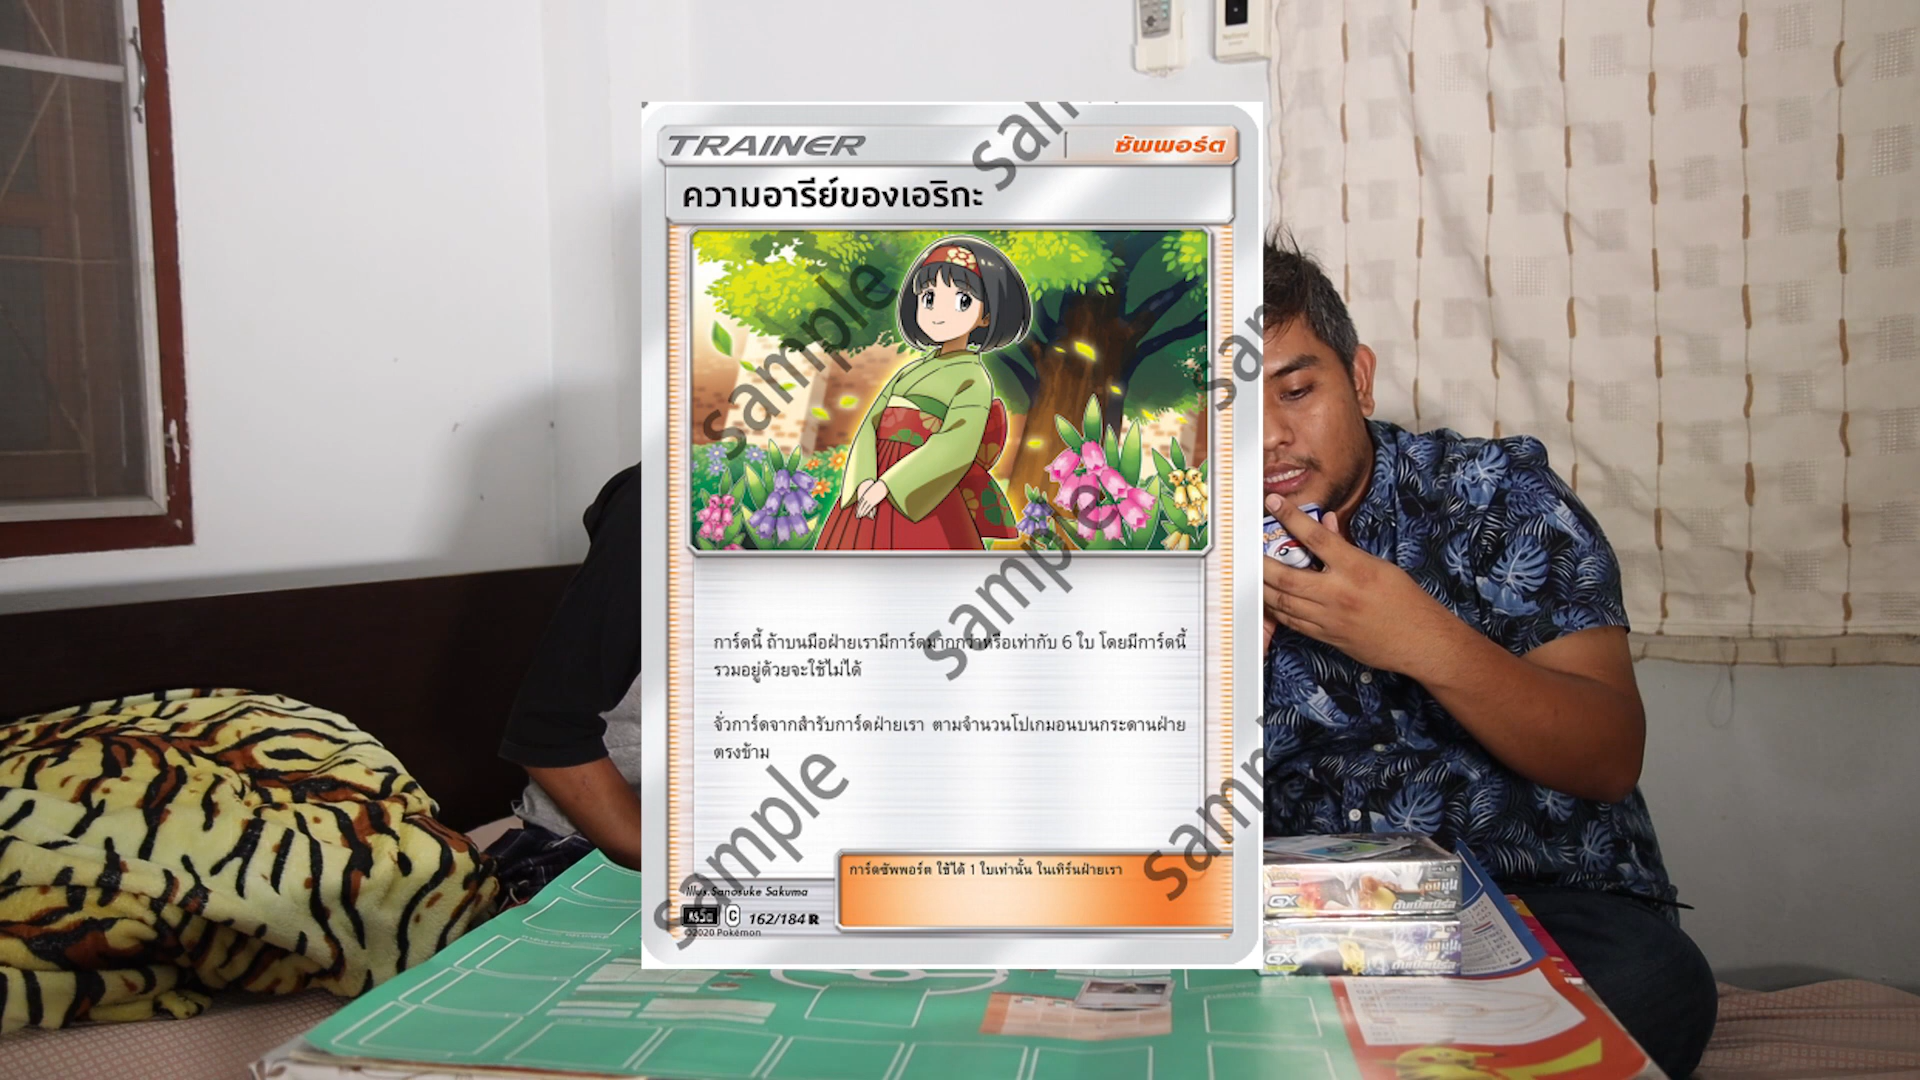 National
TRAINER
ซัพพอร์ต
ความอารีย์ของเอริกะ
sample
sample
การ์ดนี้ ถ้าบนมือฝ่ายเรามีการ์ดมากกว่าหรือเท่ากับ 6 ใบ โดยมีการ์ดนี้
รวมอยู่ด้วยจะใช้ไม่ได้
จั่วการ์ดจากสำรับการ์ดฝ่ายเรา ตามจำนวนโปเกมอนบนกระดานฝ่าย
ตรงข้าม
sample
การ์ดซัพพอร์ต ใช้ได้ 1 ใบเท่านั้น ในเทิร์นฝ่ายเรา
Illus.Sanosuke Sakuma
C 162/184 R
©2020 Pokémon
GX
GX